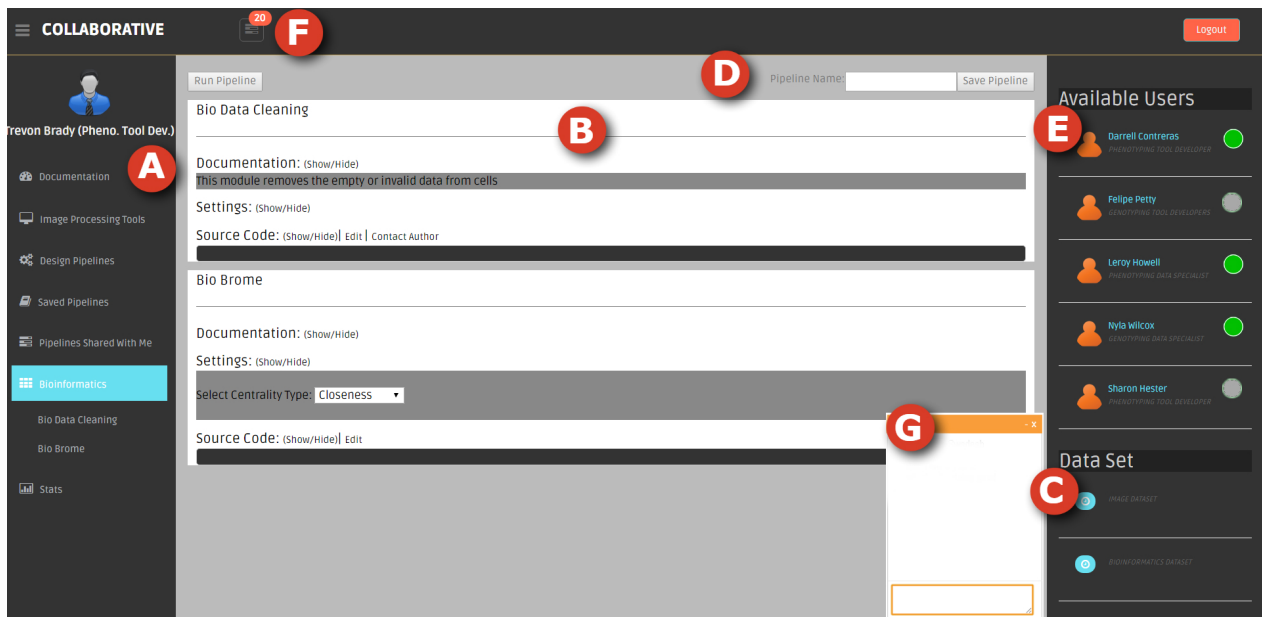 COLLABORATIVE
20
F
Logout
Trevon Brady (Pheno. Tool Dev.)
A
Documentation
Image Processing Tools
Design Pipelines
Saved Pipelines
Pipelines Shared With Me
Bioinformatics
Bio Data Cleaning
Bio Brome
Stats
Run Pipeline
D
Pipeline Name:
Save Pipeline
Bio Data Cleaning
B
Documentation: (Show/Hide)
This module removes the empty or invalid data from cells
Settings: (Show/Hide)
Source Code: (Show/Hide)| Edit | Contact Author
Bio Brome
Documentation: (Show/Hide)
Settings: (Show/Hide)
Select Centrality Type: Closeness
Source Code: (Show/Hide)| Edit
G
- x
Available Users
E
Darrell Contreras
PHENOTYPING TOOL DEVELOPER
Felipe Petty
GENOTYPING TOOL DEVELOPERS
Leroy Howell
PHENOTYPING DATA SPECIALIST
Nyla Wilcox
GENOTYPING DATA SPECIALIST
Sharon Hester
PHENOTYPING TOOL DEVELOPER
Data Set
C
IMAGE DATASET
BIOINFORMATICS DATASET